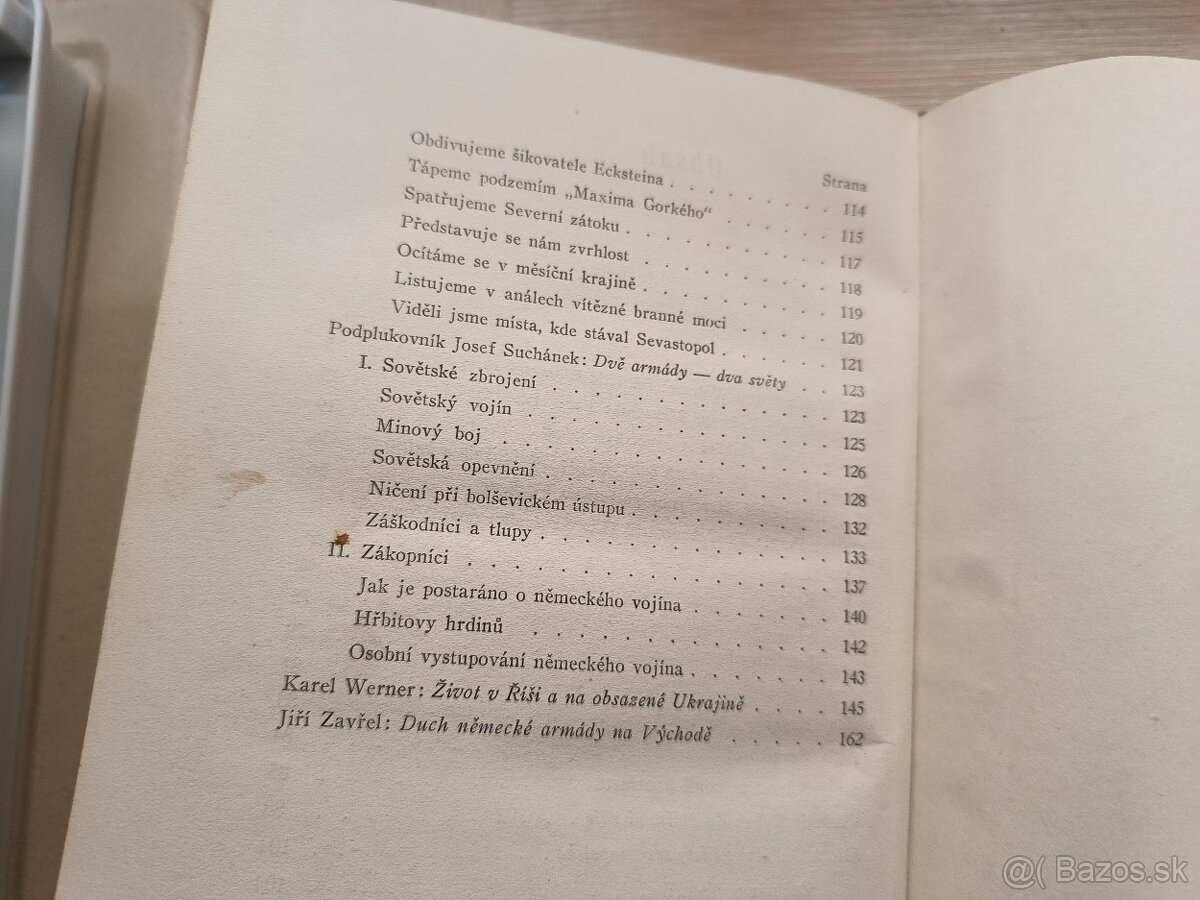 Strana
Obdivujeme šikovatele Ecksteina . . . . . . . 114
Tápeme podzemím „Maxima Gorkého“ . . . . . 115
Spatřujeme Severní zátoku . . . . . . . . 117
Představuje se nám zvrhlost . . . . . . . . 118
Ocítáme se v měsíční krajině . . . . . . . . 119
Listujeme v análech vítězné branné moci . . . . . 120
Viděli jsme místa, kde stával Sevastopol . . . . . 121
Podplukovník Josef Suchánek: Dvě armády — dva světy . . 123
I. Sovětské zbrojení . . . . . . . . . . . 123
Sovětský vojín . . . . . . . . . . . . 125
Minový boj . . . . . . . . . . . . . 126
Sovětská opevnění . . . . . . . . . . . 128
Ničení při bolševickém ústupu . . . . . . . . 132
Záškodníci a tlupy . . . . . . . . . . . 133
II. Zákopníci . . . . . . . . . . . . . . 137
Jak je postaráno o německého vojína . . . . . . 140
Hřbitovy hrdinů . . . . . . . . . . . . 142
Osobní vystupování německého vojína . . . . . . 143
Karel Werner: Život v Říši a na obsazené Ukrajině . . . . 145
Jiří Zavřel: Duch německé armády na Východě . . . . . 162
@( Bazos.sk